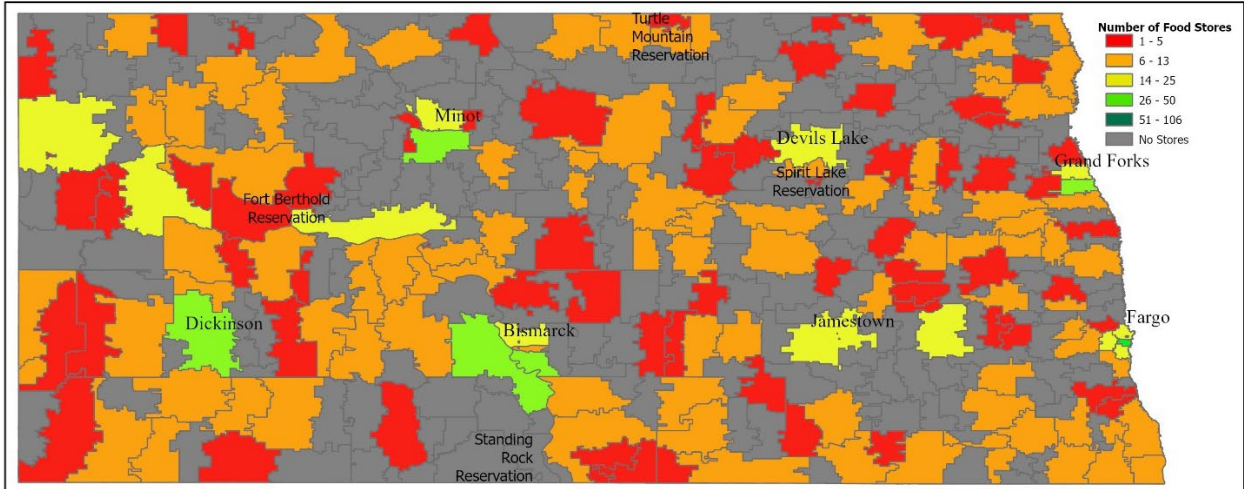 Turtle
Mountain
Reservation
Number of Food Stores
1 - 5
6 - 13
14 - 25
26 - 50
51 - 106
No Stores
Minot
Devils Lake
Grand Forks
Spirit Lake
Reservation
Fort Berthold
Reservation
Dickinson
Bismarck
Jamestown
Fargo
Standing
Rock
Reservation